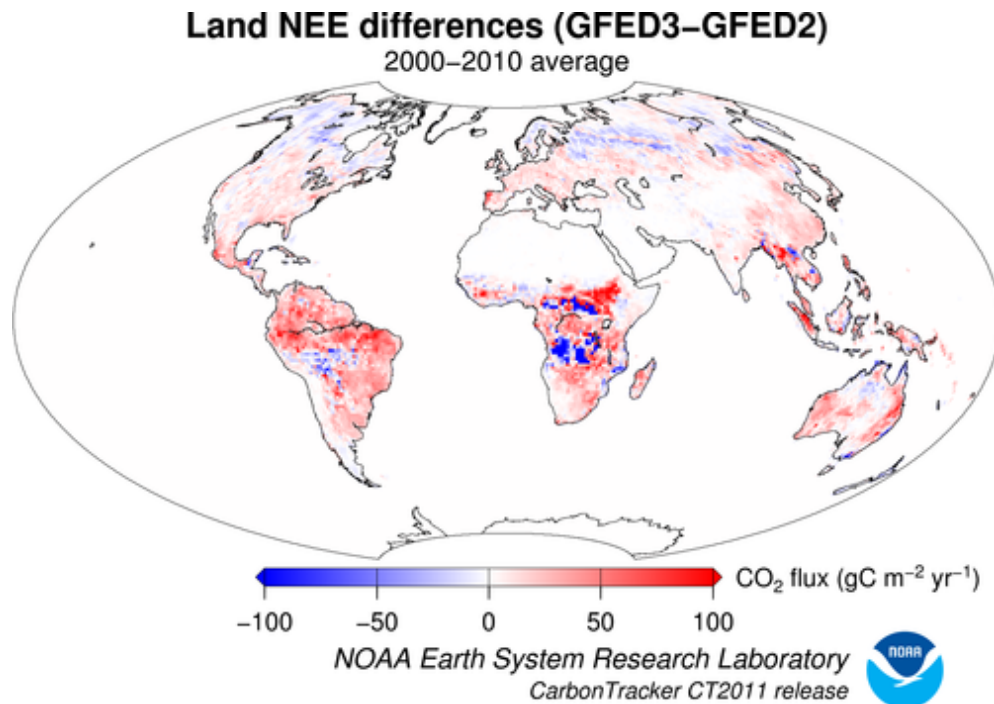 Land NEE differences (GFED3−GFED2)
2000−2010 average
CO₂ flux (gC m⁻² yr⁻¹)
−100 −50 0 50 100
NOAA Earth System Research Laboratory
CarbonTracker CT2011 release
NOAA